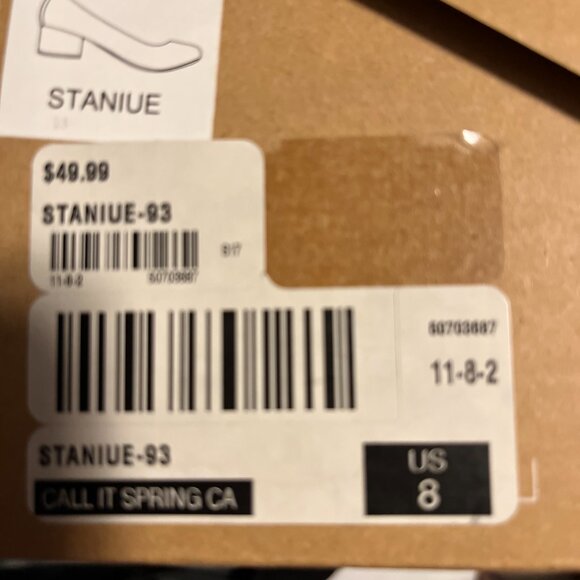 STANIUE
$49.99
STANIUE-93
S17
11-8-2 60703687
60703687
11-8-2
STANIUE-93
CALL IT SPRING CA
US
8